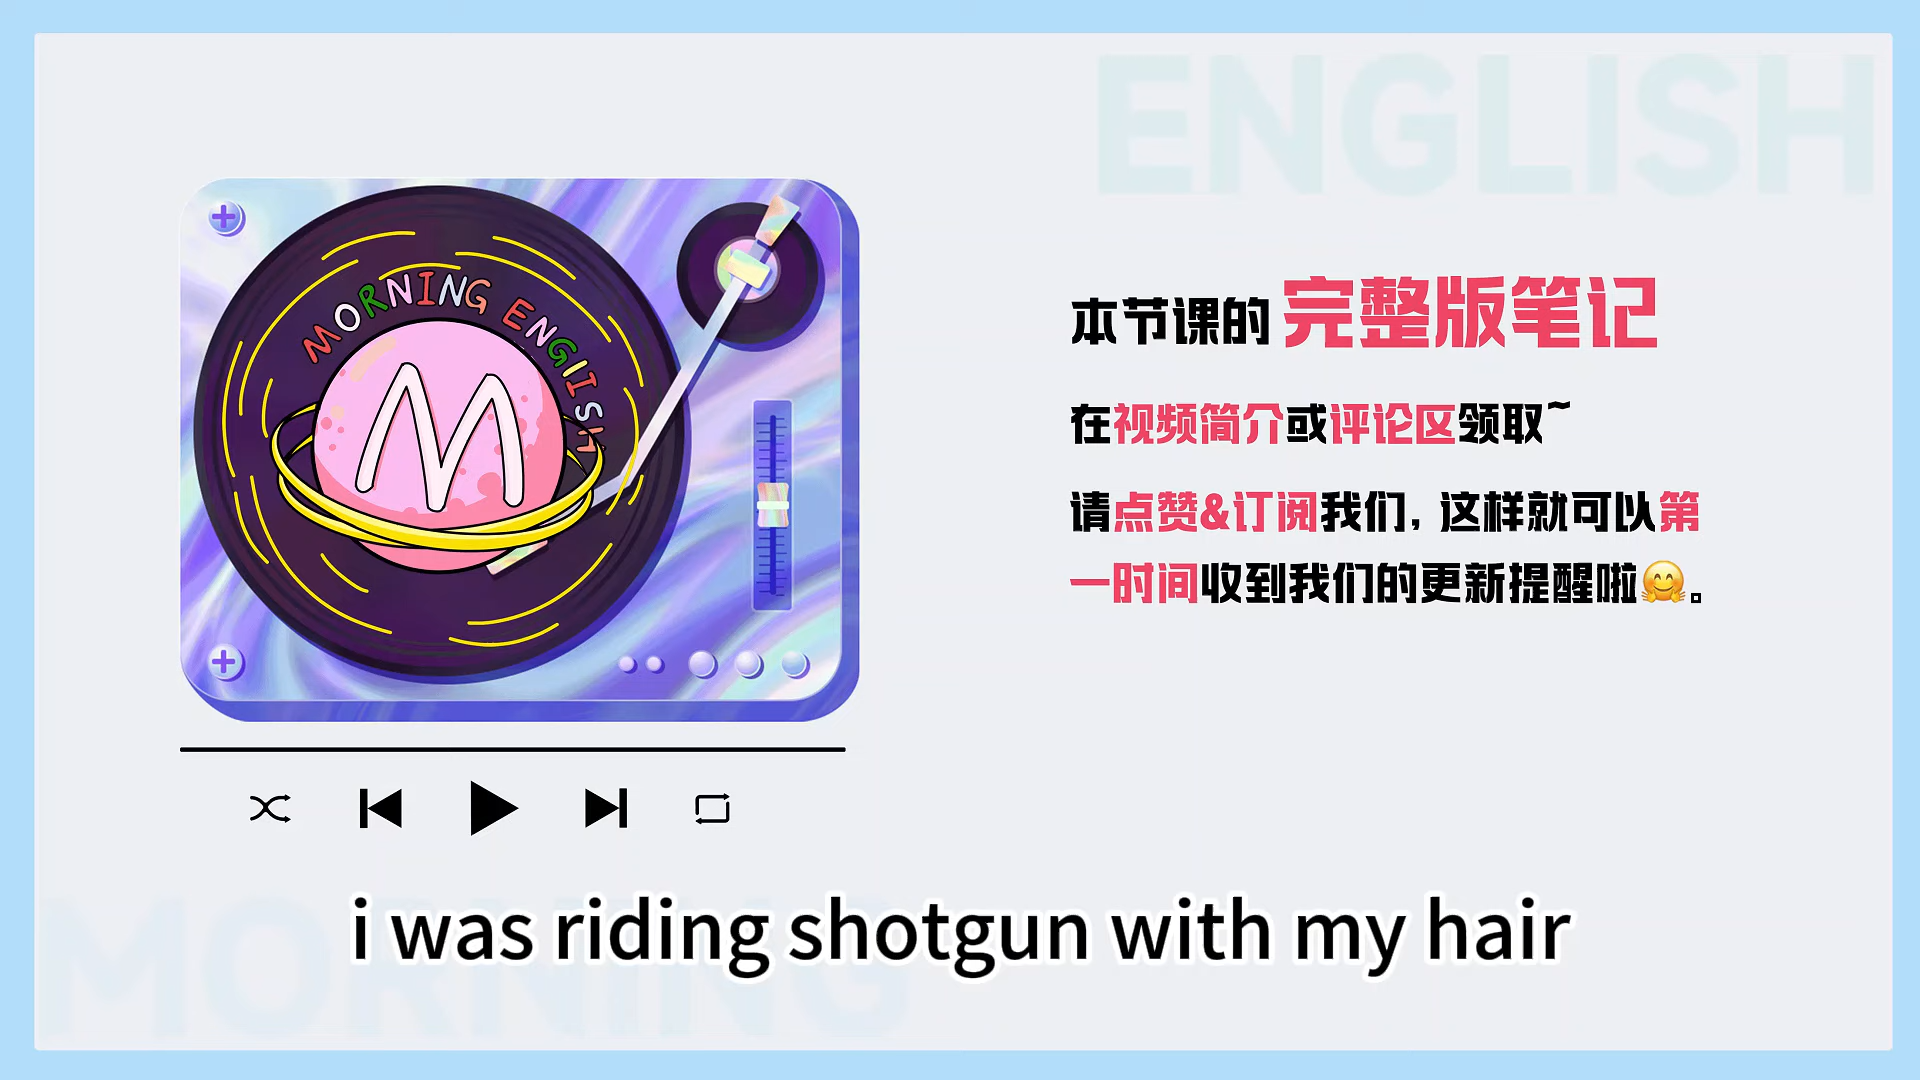 ENGLISH
MORNING ENGLISH
M
本节课的 完整版笔记
在视频简介或评论区领取~
请点赞&订阅我们，这样就可以第
一时间收到我们的更新提醒啦🤗。
MORNING
i was riding shotgun with my hair